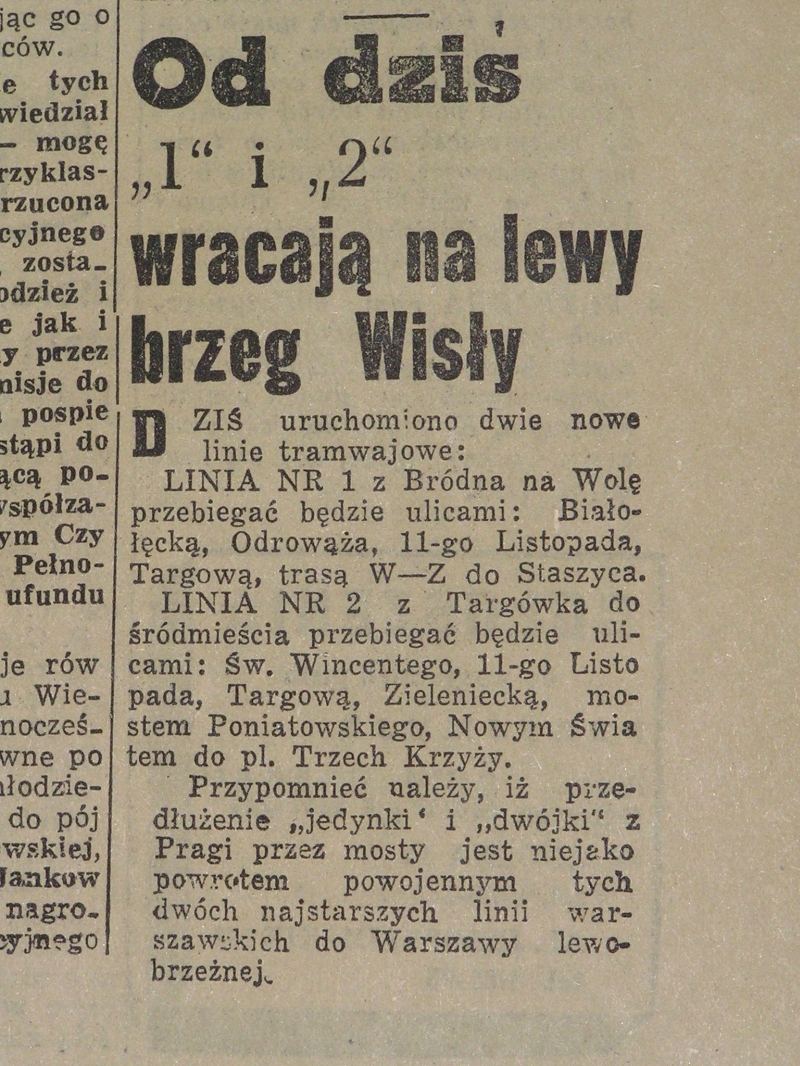 jąc go o
ców.
e tych
wiedział
— mogę
rzyklas-
rzucona
cyjnego
, zosta-
odzież i
e jak i
y przez
misje do
pospie
stąpi do
ącą po-
współza-
ym Czy
Pełno-
ufundu
je rów
u Wie-
nocześ-
wne po
młodzie-
do pój
wskiej,
Jankow
nagro-
cyjnego
Od dziś
„1“ i „2“
wracają na lewy
brzeg Wisły
DZIŚ uruchomiono dwie nowe
linie tramwajowe:
LINIA NR 1 z Bródna na Wolę
przebiegać będzie ulicami: Biało-
łęcką, Odrowąża, 11-go Listopada,
Targową, trasą W—Z do Staszyca.
LINIA NR 2 z Targówka do
śródmieścia przebiegać będzie uli-
cami: Św. Wincentego, 11-go Listo
pada, Targową, Zieleniecką, mo-
stem Poniatowskiego, Nowym Świa
tem do pl. Trzech Krzyży.
Przypomnieć należy, iż prze-
dłużenie „jedynki‘ i „dwójki“ z
Pragi przez mosty jest niejako
powrotem powojennym tych
dwóch najstarszych linii war-
szawskich do Warszawy lewo-
brzeżnej.